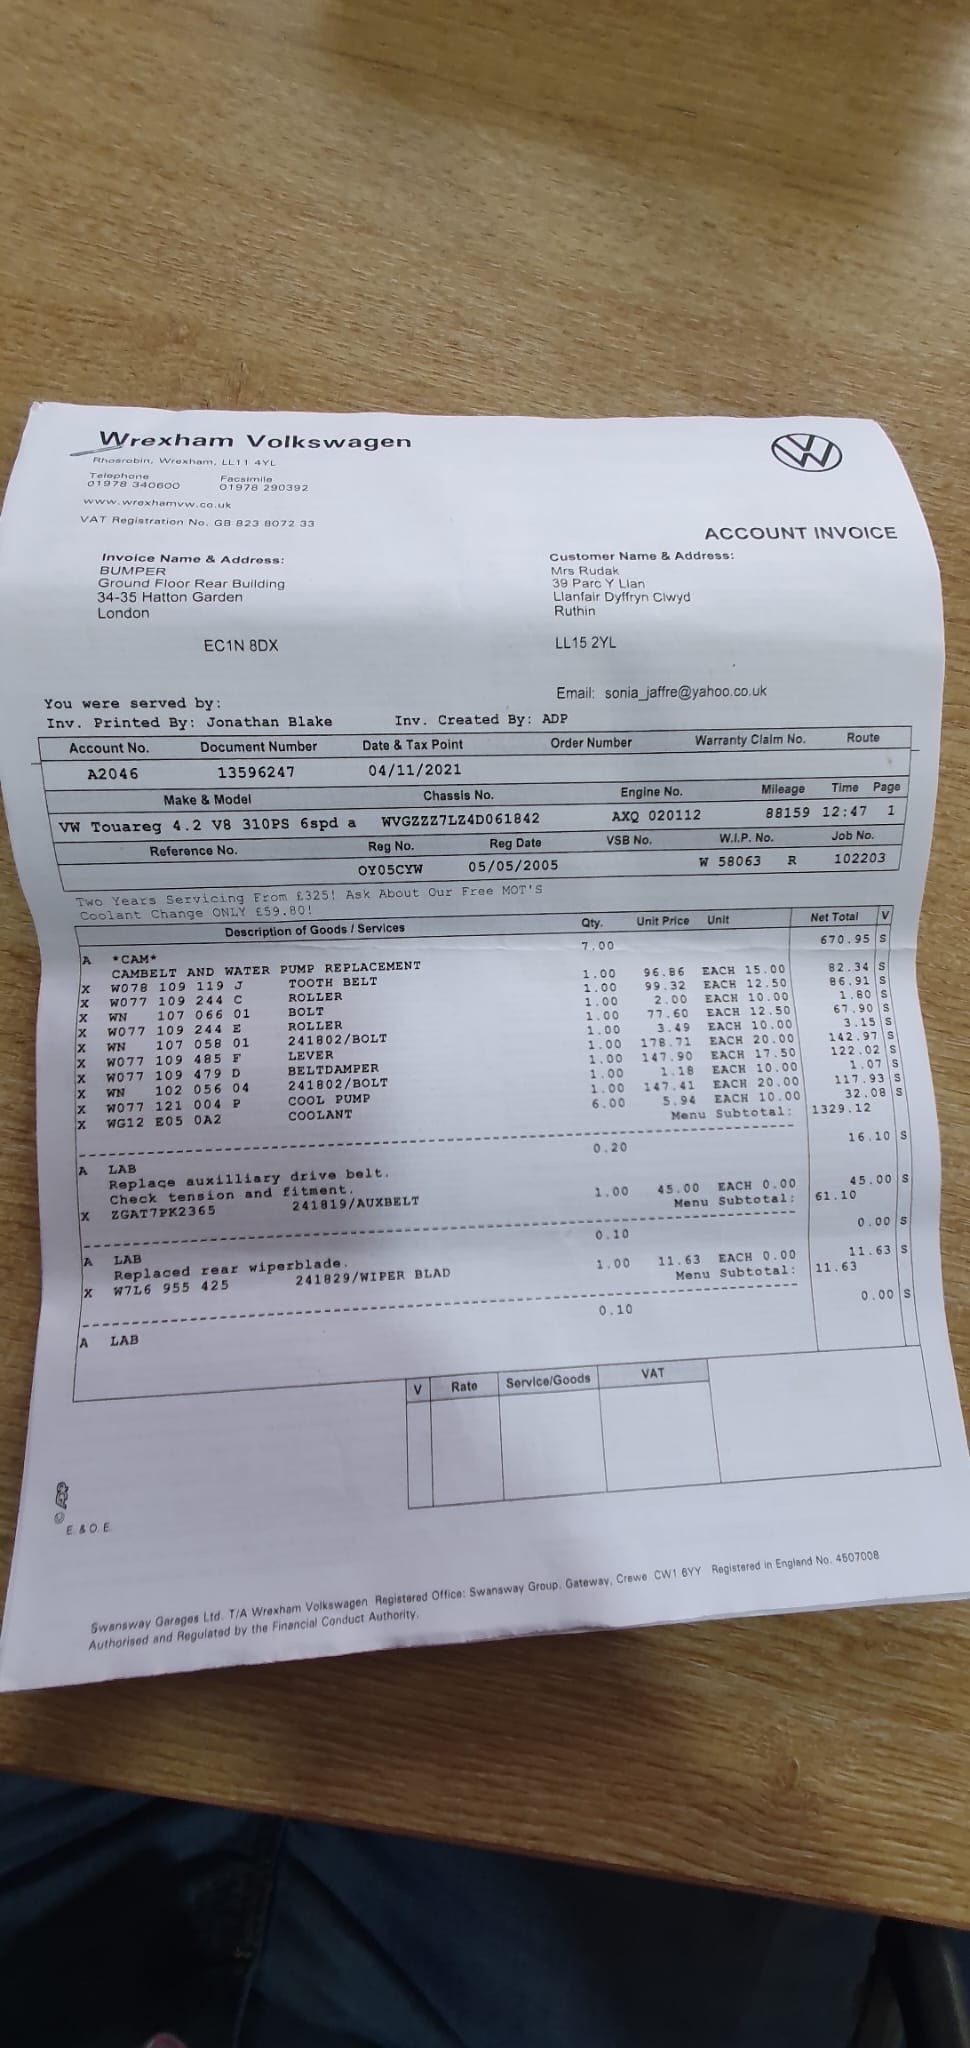 Wrexham Volkswagen
Rhosrobin, Wrexham, LL11 4YL
Telephone Facsimile
01978 340600 01978 290392
www.wrexhamvw.co.uk
VAT Registration No. GB 823 8072 33
ACCOUNT INVOICE
Invoice Name & Address:
BUMPER
Ground Floor Rear Building
34-35 Hatton Garden
London
EC1N 8DX
Customer Name & Address:
Mrs Rudak
39 Parc Y Llan
Llanfair Dyffryn Clwyd
Ruthin
LL15 2YL
Email: sonia_jaffre@yahoo.co.uk
You were served by:
Inv. Printed By: Jonathan Blake Inv. Created By: ADP
Account No. Document Number Date & Tax Point Order Number Warranty Claim No. Route
A2046 13596247 04/11/2021
Make & Model Chassis No. Engine No. Mileage Time Page
VW Touareg 4.2 V8 310PS 6spd a WVGZZZ7LZ4D061842 AXQ 020112 88159 12:47 1
Reference No. Reg No. Reg Date VSB No. W.I.P. No. Job No.
OY05CYW 05/05/2005 W 58063 R 102203
Two Years Servicing From £325! Ask About Our Free MOT'S
Coolant Change ONLY £59.80!
Description of Goods / Services Qty. Unit Price Unit Net Total V
A *CAM* 7.00 670.95 S
CAMBELT AND WATER PUMP REPLACEMENT
X W078 109 119 J TOOTH BELT 1.00 96.86 EACH 15.00 82.34 S
X W077 109 244 C ROLLER 1.00 99.32 EACH 12.50 86.91 S
X WN 107 066 01 BOLT 1.00 2.00 EACH 10.00 1.80 S
X W077 109 244 E ROLLER 1.00 77.60 EACH 12.50 67.90 S
X WN 107 058 01 241802/BOLT 1.00 3.49 EACH 10.00 3.15 S
X W077 109 485 F LEVER 1.00 178.71 EACH 20.00 142.97 S
X W077 109 479 D BELTDAMPER 1.00 147.90 EACH 17.50 122.02 S
X WN 102 056 04 241802/BOLT 1.00 1.18 EACH 10.00 1.07 S
X W077 121 004 P COOL PUMP 1.00 147.41 EACH 20.00 117.93 S
X WG12 E05 0A2 COOLANT 6.00 5.94 EACH 10.00 32.08 S
Menu Subtotal: 1329.12
A LAB 0.20 16.10 S
Replace auxilliary drive belt.
Check tension and fitment.
X ZGAT7PK2365 241819/AUXBELT 1.00 45.00 EACH 0.00 45.00 S
Menu Subtotal: 61.10
A LAB 0.10 0.00 S
Replaced rear wiperblade.
X W7L6 955 425 241829/WIPER BLAD 1.00 11.63 EACH 0.00 11.63 S
Menu Subtotal: 11.63
A LAB 0.10 0.00 S
V Rate Service/Goods VAT
E. & O. E.
Swansway Garages Ltd. T/A Wrexham Volkswagen Registered Office: Swansway Group, Gateway, Crewe CW1 6YY Registered in England No. 4507008
Authorised and Regulated by the Financial Conduct Authority.